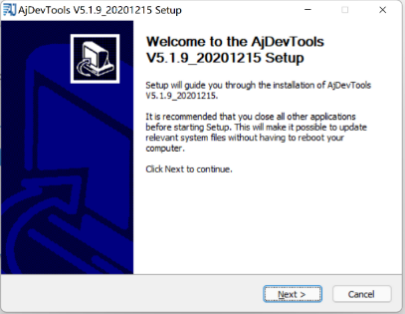 AjDevTools V5.1.9_20201215 Setup
Welcome to the AjDevTools
V5.1.9_20201215 Setup
Setup will guide you through the installation of AjDevTools
V5.1.9_20201215.
It is recommended that you close all other applications
before starting Setup. This will make it possible to update
relevant system files without having to reboot your
computer.
Click Next to continue.
Next >
Cancel